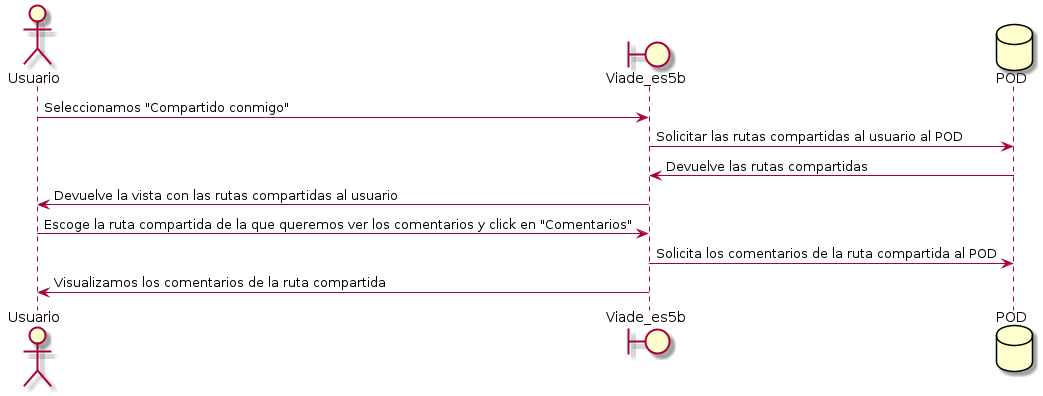 Usuario
Viade_es5b
POD
Seleccionamos "Compartido conmigo"
Solicitar las rutas compartidas al usuario al POD
Devuelve las rutas compartidas
Devuelve la vista con las rutas compartidas al usuario
Escoge la ruta compartida de la que queremos ver los comentarios y click en "Comentarios"
Solicita los comentarios de la ruta compartida al POD
Visualizamos los comentarios de la ruta compartida
Usuario
Viade_es5b
POD